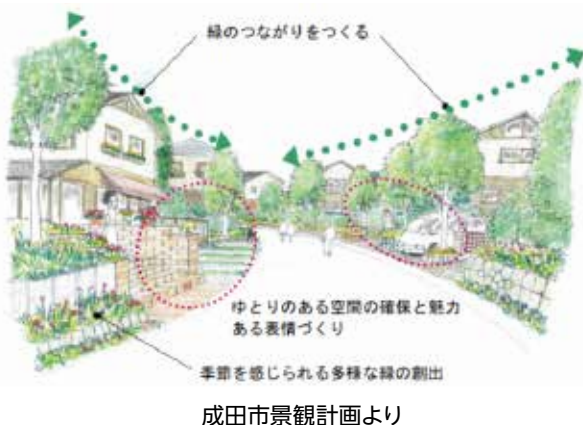 緑のつながりをつくる
ゆとりのある空間の確保と魅力
ある表情づくり
季節を感じられる多様な緑の創出
成田市景観計画より